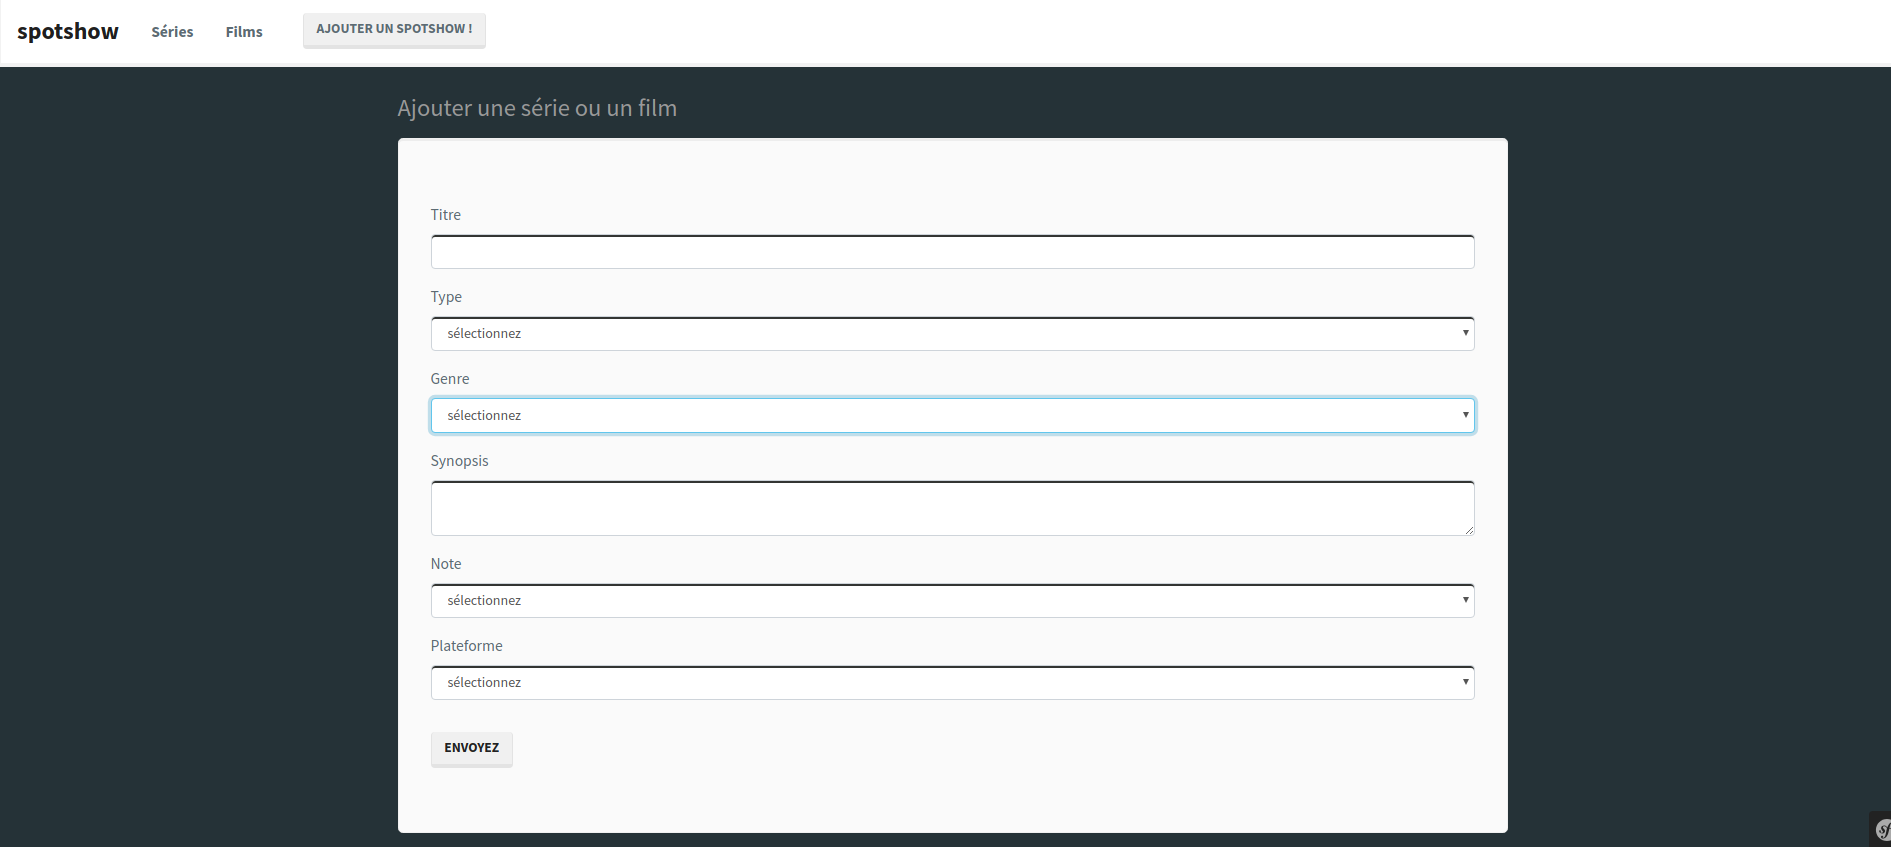 spotshow Séries Films AJOUTER UN SPOTSHOW !
Ajouter une série ou un film
Titre
Type
sélectionnez
Genre
sélectionnez
Synopsis
Note
sélectionnez
Plateforme
sélectionnez
ENVOYEZ
sf